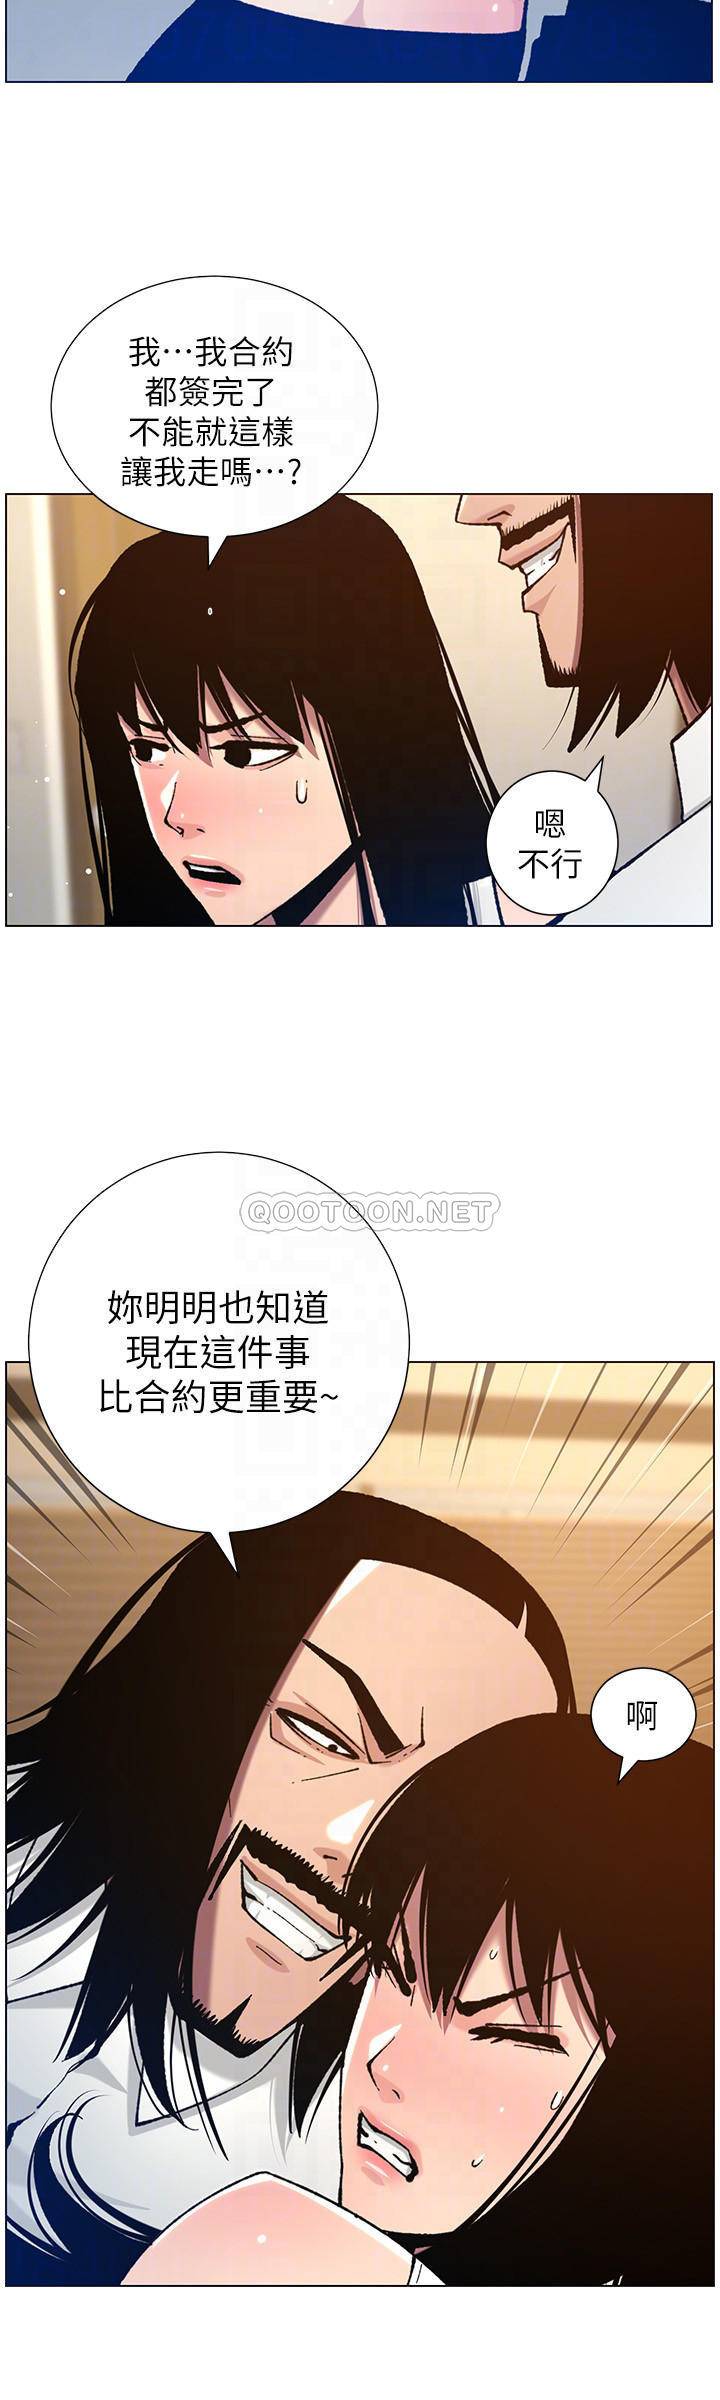 我…我合約
都簽完了
不能就這樣
讓我走嗎…?
嗯
不行
QOOTOON.NET
妳明明也知道
現在這件事
比合約更重要~
啊